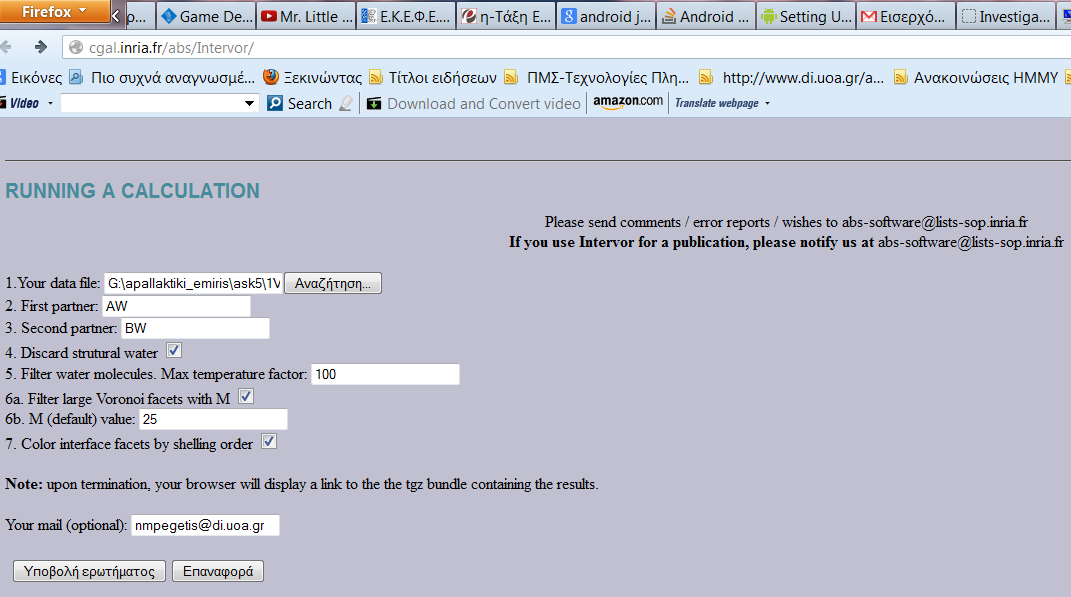 Firefox
ρ...
Game De...
Mr. Little ...
Ε.Κ.Ε.Φ.Ε....
η-Τάξη Ε...
android j...
Android ...
Setting U...
Εισερχό...
Investiga...
cgal.inria.fr/abs/Intervor/
Εικόνες Πιο συχνά αναγνωσμέ... Ξεκινώντας Τίτλοι ειδήσεων ΠΜΣ-Τεχνολογίες Πλη... http://www.di.uoa.gr/a... Ανακοινώσεις ΗΜΜΥ
Video Search Download and Convert video amazon.com Translate webpage
RUNNING A CALCULATION
Please send comments / error reports / wishes to abs-software@lists-sop.inria.fr
If you use Intervor for a publication, please notify us at abs-software@lists-sop.inria.fr
1.Your data file: G:\apallaktiki_emiris\ask5\1V Αναζήτηση...
2. First partner: AW
3. Second partner: BW
4. Discard strutural water
5. Filter water molecules. Max temperature factor: 100
6a. Filter large Voronoi facets with M
6b. M (default) value: 25
7. Color interface facets by shelling order
Note: upon termination, your browser will display a link to the the tgz bundle containing the results.
Your mail (optional): nmpegetis@di.uoa.gr
Υποβολή ερωτήματος Επαναφορά